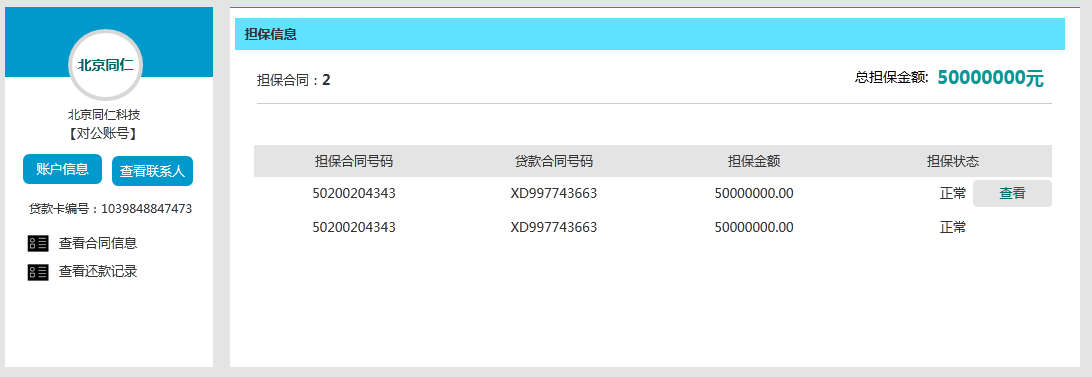 北京同仁
北京同仁科技
【对公账号】
账户信息 查看联系人
贷款卡编号：1039848847473
查看合同信息
查看还款记录
担保信息
担保合同：2 总担保金额: 50000000元
担保合同号码 贷款合同号码 担保金额 担保状态
50200204343 XD997743663 50000000.00 正常 查看
50200204343 XD997743663 50000000.00 正常